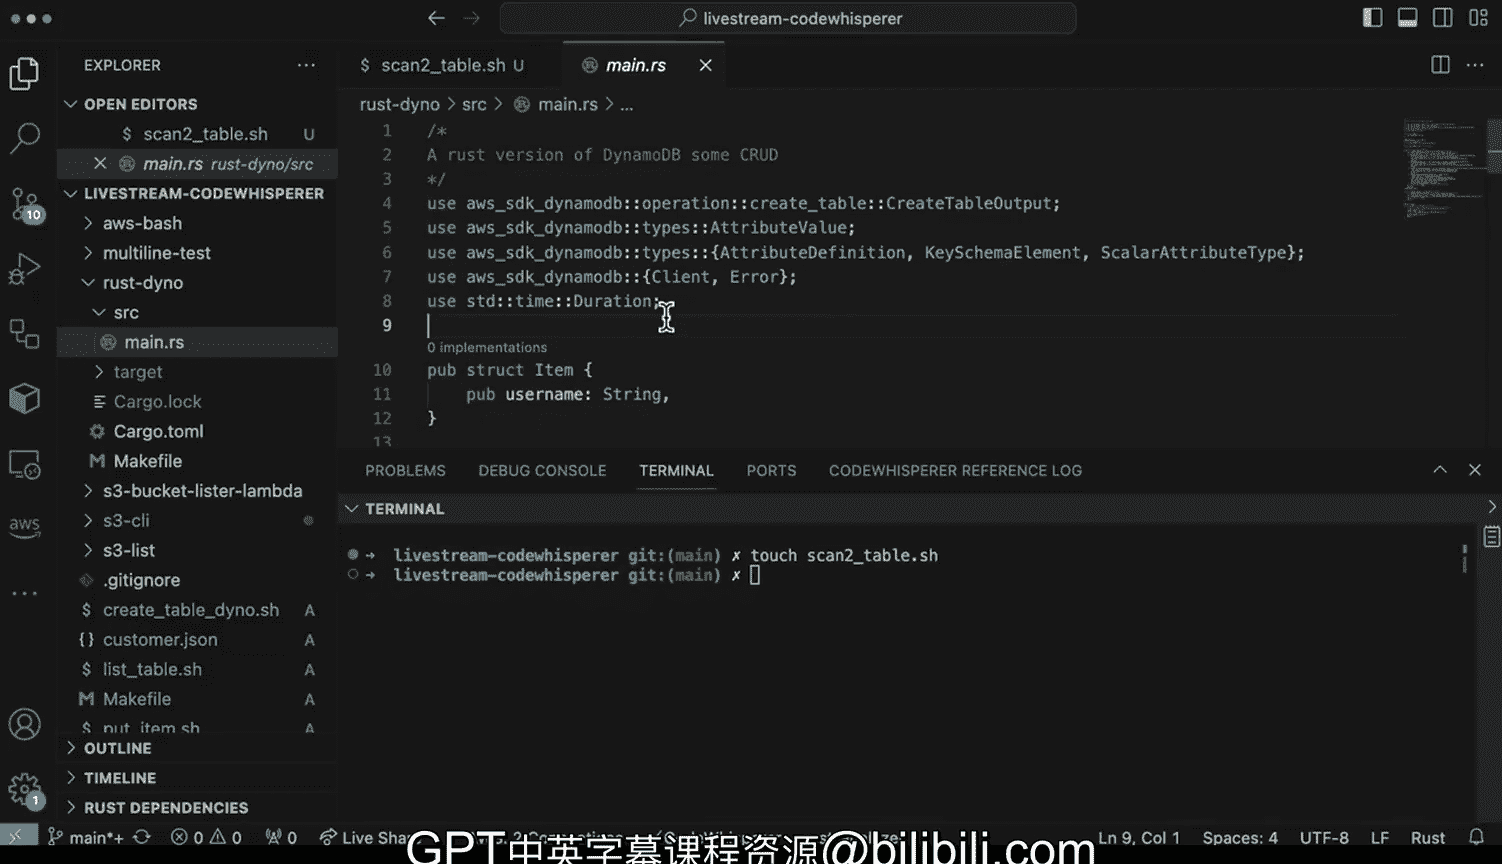 livestream-codewhisperer
EXPLORER
OPEN EDITORS
$ scan2_table.sh U
main.rs rust-dyno/src
LIVESTREAM-CODEWHISPERER
aws-bash
multiline-test
rust-dyno
src
main.rs
target
Cargo.lock
Cargo.toml
Makefile
s3-bucket-lister-lambda
s3-cli
s3-list
.gitignore
$ create_table_dyno.sh A
{} customer.json A
$ list_table.sh A
Makefile A
$ put_item.sh A
OUTLINE
TIMELINE
RUST DEPENDENCIES
10
aws
1
$ scan2_table.sh U
main.rs
rust-dyno > src > main.rs > ...
1 /*
2 A rust version of DynamoDB some CRUD
3 */
4 use aws_sdk_dynamodb::operation::create_table::CreateTableOutput;
5 use aws_sdk_dynamodb::types::AttributeValue;
6 use aws_sdk_dynamodb::types::{AttributeDefinition, KeySchemaElement, ScalarAttributeType};
7 use aws_sdk_dynamodb::{Client, Error};
8 use std::time::Duration;
9
0 implementations
10 pub struct Item {
11 pub username: String,
12 }
13
PROBLEMS DEBUG CONSOLE TERMINAL PORTS CODEWHISPERER REFERENCE LOG
TERMINAL
livestream-codewhisperer git:(main) ✗ touch scan2_table.sh
livestream-codewhisperer git:(main) ✗
main*+ 0 0 0 Live Ln 9, Col 1 Spaces: 4 UTF-8 LF Rust
GPT中英字幕课程资源@bilibili.com